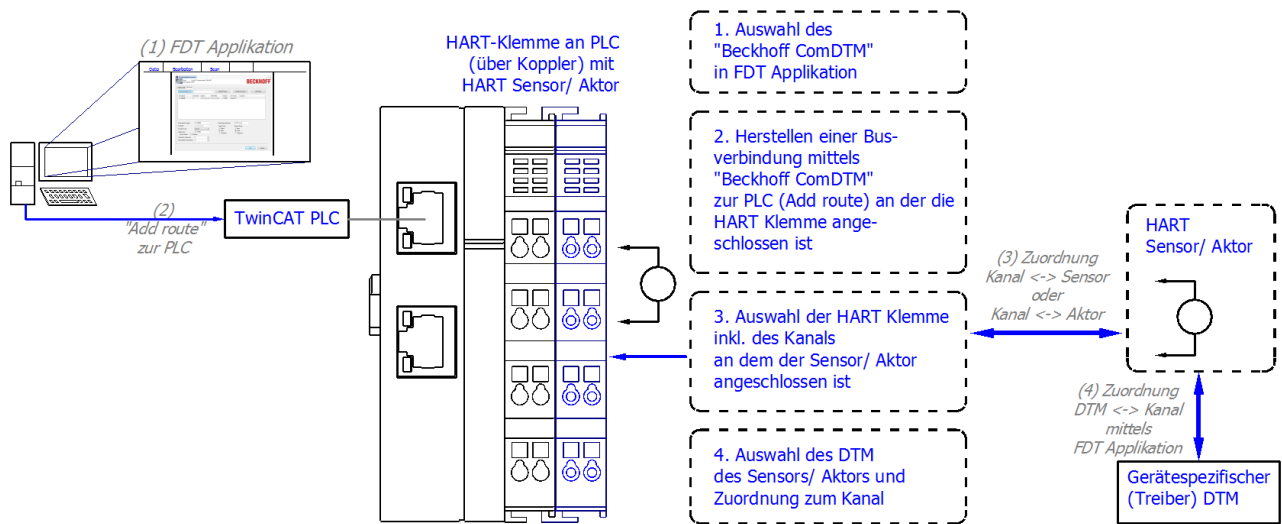 (1) FDT Applikation
BECKHOFF
(2)
"Add route"
zur PLC
TwinCAT PLC
HART-Klemme an PLC
(über Koppler) mit
HART Sensor/ Aktor
1. Auswahl des
"Beckhoff ComDTM"
in FDT Applikation
2. Herstellen einer Bus-
verbindung mittels
"Beckhoff ComDTM"
zur PLC (Add route) an der die
HART Klemme ange-
schlossen ist
3. Auswahl der HART Klemme
inkl. des Kanals
an dem der Sensor/ Aktor
angeschlossen ist
4. Auswahl des DTM
des Sensors/ Aktors und
Zuordnung zum Kanal
(3) Zuordnung
Kanal <-> Sensor
oder
Kanal <-> Aktor
HART
Sensor/ Aktor
(4) Zuordnung
DTM <-> Kanal
mittels
FDT Applikation
Gerätespezifischer
(Treiber) DTM